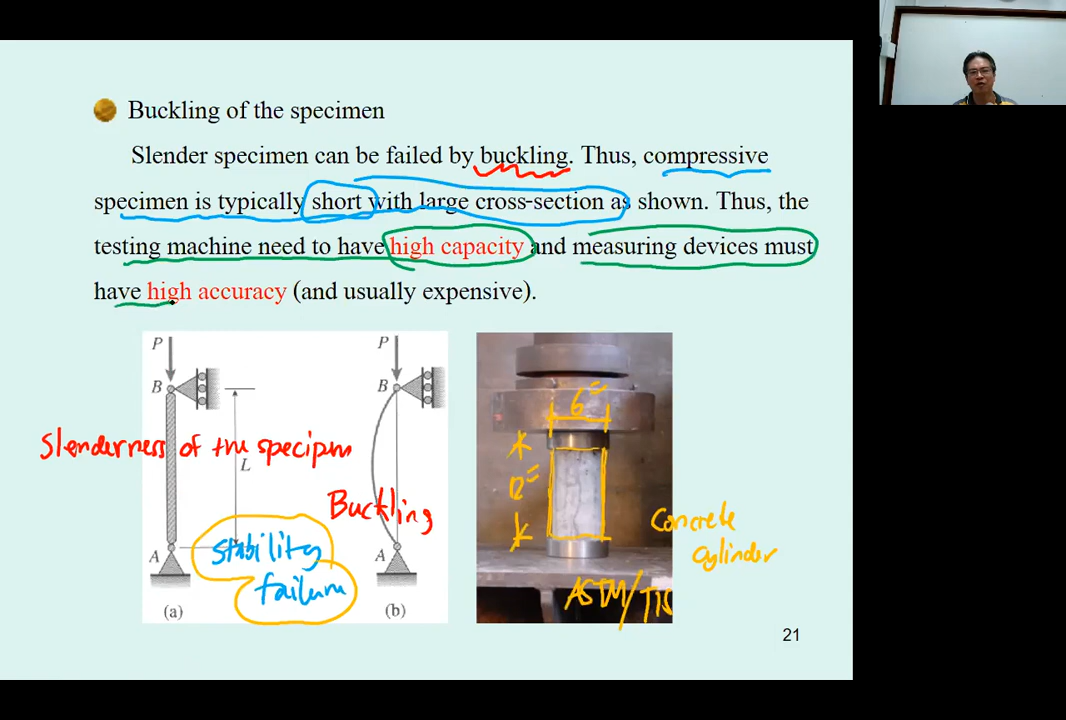 Buckling of the specimen
Slender specimen can be failed by buckling. Thus, compressive
specimen is typically short with large cross-section as shown. Thus, the
testing machine need to have high capacity and measuring devices must
have high accuracy (and usually expensive).
P
P
B
B
6"
Slenderness of the specipm
L
12"
Buckling
Concrete
cylinder
A
stability
failum
A
ASTM/TIS
(a)
(b)
21